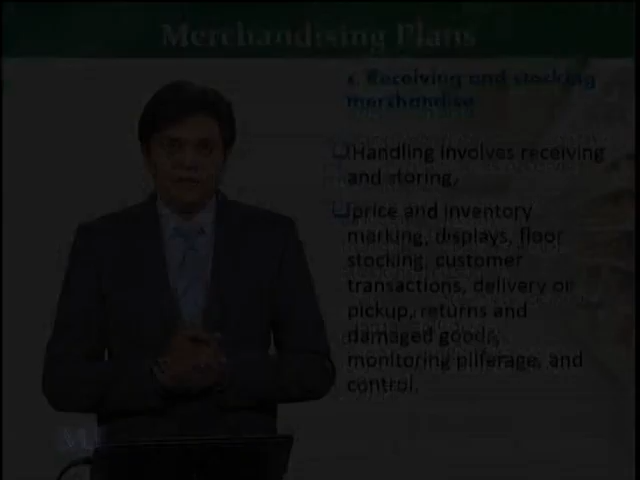 Merchandising Plans
s. Receiving and stocking
merchandise
Handling involves receiving
and storing,
price and inventory
marking, displays, floor
stocking, customer
transactions, delivery or
pickup, returns and
damaged goods,
monitoring pilferage, and
control.